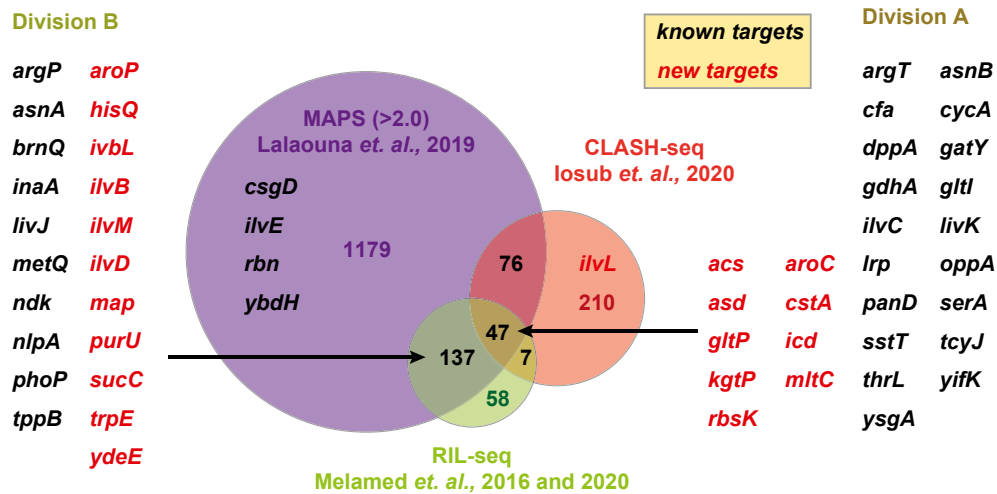 Division B
argP aroP
asnA hisQ
brnQ ivbL
inaA ilvB
livJ ilvM
metQ ilvD
ndk map
nlpA purU
phoP sucC
tppB trpE
ydeE
MAPS (>2.0)
Lalaouna et. al., 2019
csgD
ilvE
rbn
ybdH
1179
76
47
137
7
58
ilvL
210
CLASH-seq
Iosub et. al., 2020
RIL-seq
Melamed et. al., 2016 and 2020
known targets
new targets
acs aroC
asd cstA
gltP icd
kgtP mltC
rbsK
Division A
argT asnB
cfa cycA
dppA gatY
gdhA gltI
ilvC livK
lrp oppA
panD serA
sstT tcyJ
thrL yifK
ysgA